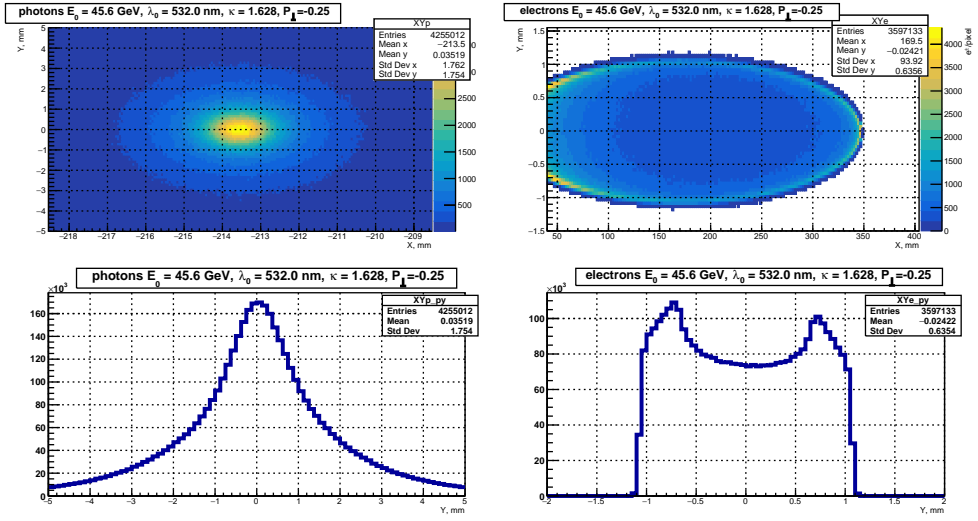 photons E0 = 45.6 GeV, λ0 = 532.0 nm, κ = 1.628, P⊥=-0.25
Y, mm
5
4
3
2
1
0
−1
−2
−3
−4
−5
−218 −217 −216 −215 −214 −213 −212 −211 −210 −209
X, mm
XYp
Entries 4255012
Mean x −213.5
Mean y 0.03519
Std Dev x 1.762
Std Dev y 1.754
2500
2000
1500
1000
500
electrons E0 = 45.6 GeV, λ0 = 532.0 nm, κ = 1.628, P⊥=-0.25
Y, mm
1.5
1
0.5
0
−0.5
−1
−1.5
50 100 150 200 250 300 350 400
X, mm
XYe
Entries 3597133
Mean x 169.5
Mean y −0.02421
Std Dev x 93.92
Std Dev y 0.6356
e-/pixel
4000
3500
3000
2500
2000
1500
1000
500
0
photons E0 = 45.6 GeV, λ0 = 532.0 nm, κ = 1.628, P⊥=-0.25
×10³
160
140
120
100
80
60
40
20
0
−5 −4 −3 −2 −1 0 1 2 3 4 5
Y, mm
XYp_py
Entries 4255012
Mean 0.03519
Std Dev 1.754
electrons E0 = 45.6 GeV, λ0 = 532.0 nm, κ = 1.628, P⊥=-0.25
×10³
100
80
60
40
20
0
−2 −1.5 −1 −0.5 0 0.5 1 1.5 2
Y, mm
XYe_py
Entries 3597133
Mean −0.02422
Std Dev 0.6354